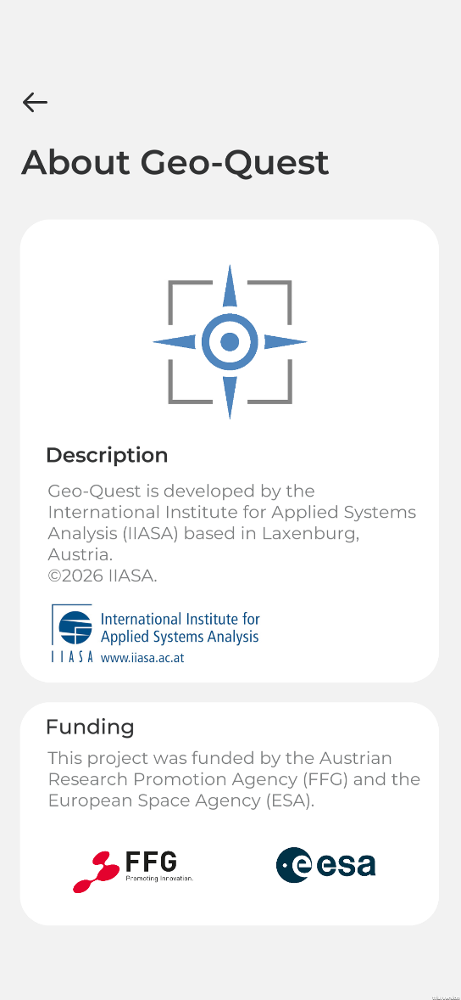 About Geo-Quest
Description
Geo-Quest is developed by the
International Institute for Applied Systems
Analysis (IIASA) based in Laxenburg,
Austria.
©2026 IIASA.
International Institute for
Applied Systems Analysis
IIASA www.iiasa.ac.at
Funding
This project was funded by the Austrian
Research Promotion Agency (FFG) and the
European Space Agency (ESA).
FFG
Promoting Innovation.
esa